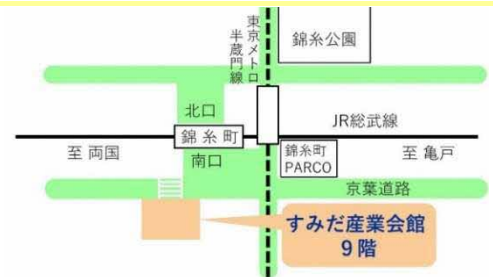 東京メトロ
半蔵門線
錦糸公園
北口
JR総武線
錦糸町
至 両国
南口
錦糸町
PARCO
至 亀戸
京葉道路
すみだ産業会館
9階